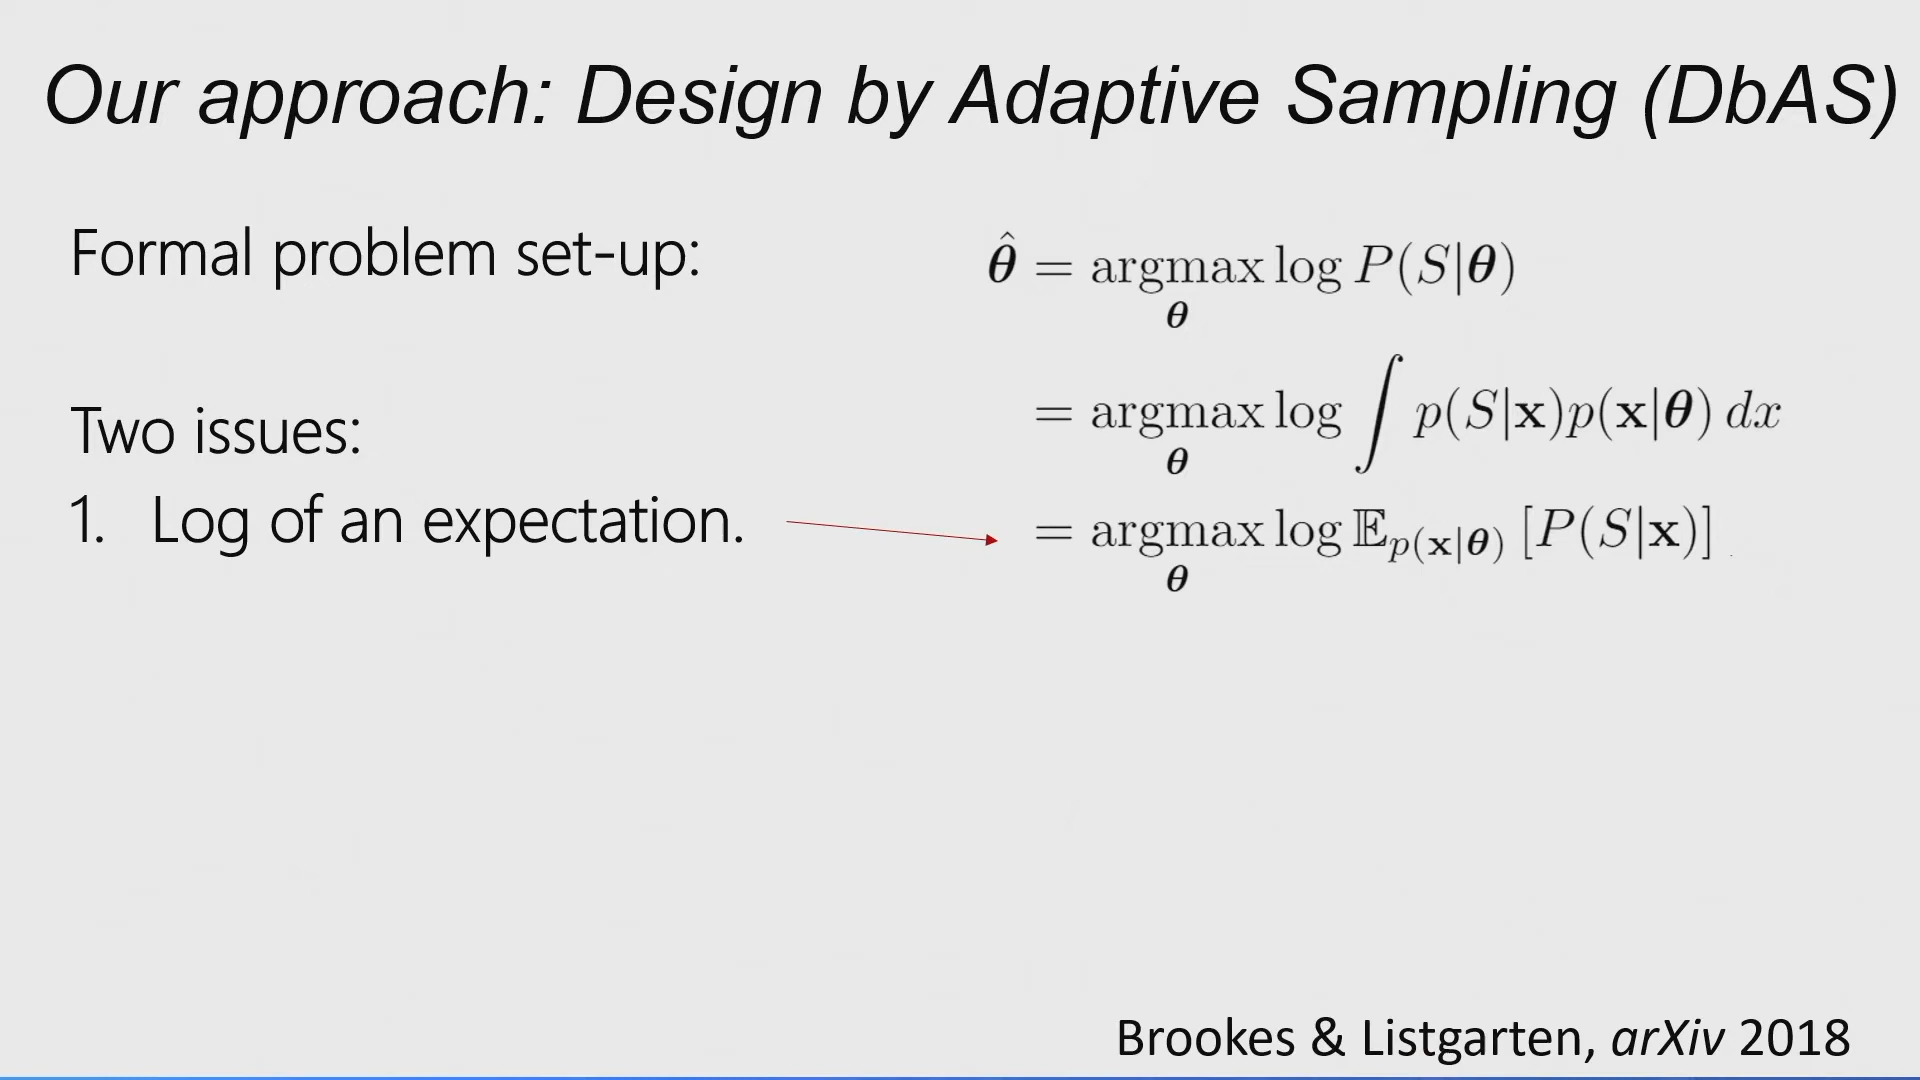 Our approach: Design by Adaptive Sampling (DbAS)
Formal problem set-up:
θ̂ = argmax log P(S|θ)
θ
= argmax log ∫ p(S|x)p(x|θ) dx
θ
Two issues:
1. Log of an expectation.
= argmax log 𝔼p(x|θ) [P(S|x)]
θ
Brookes & Listgarten, arXiv 2018